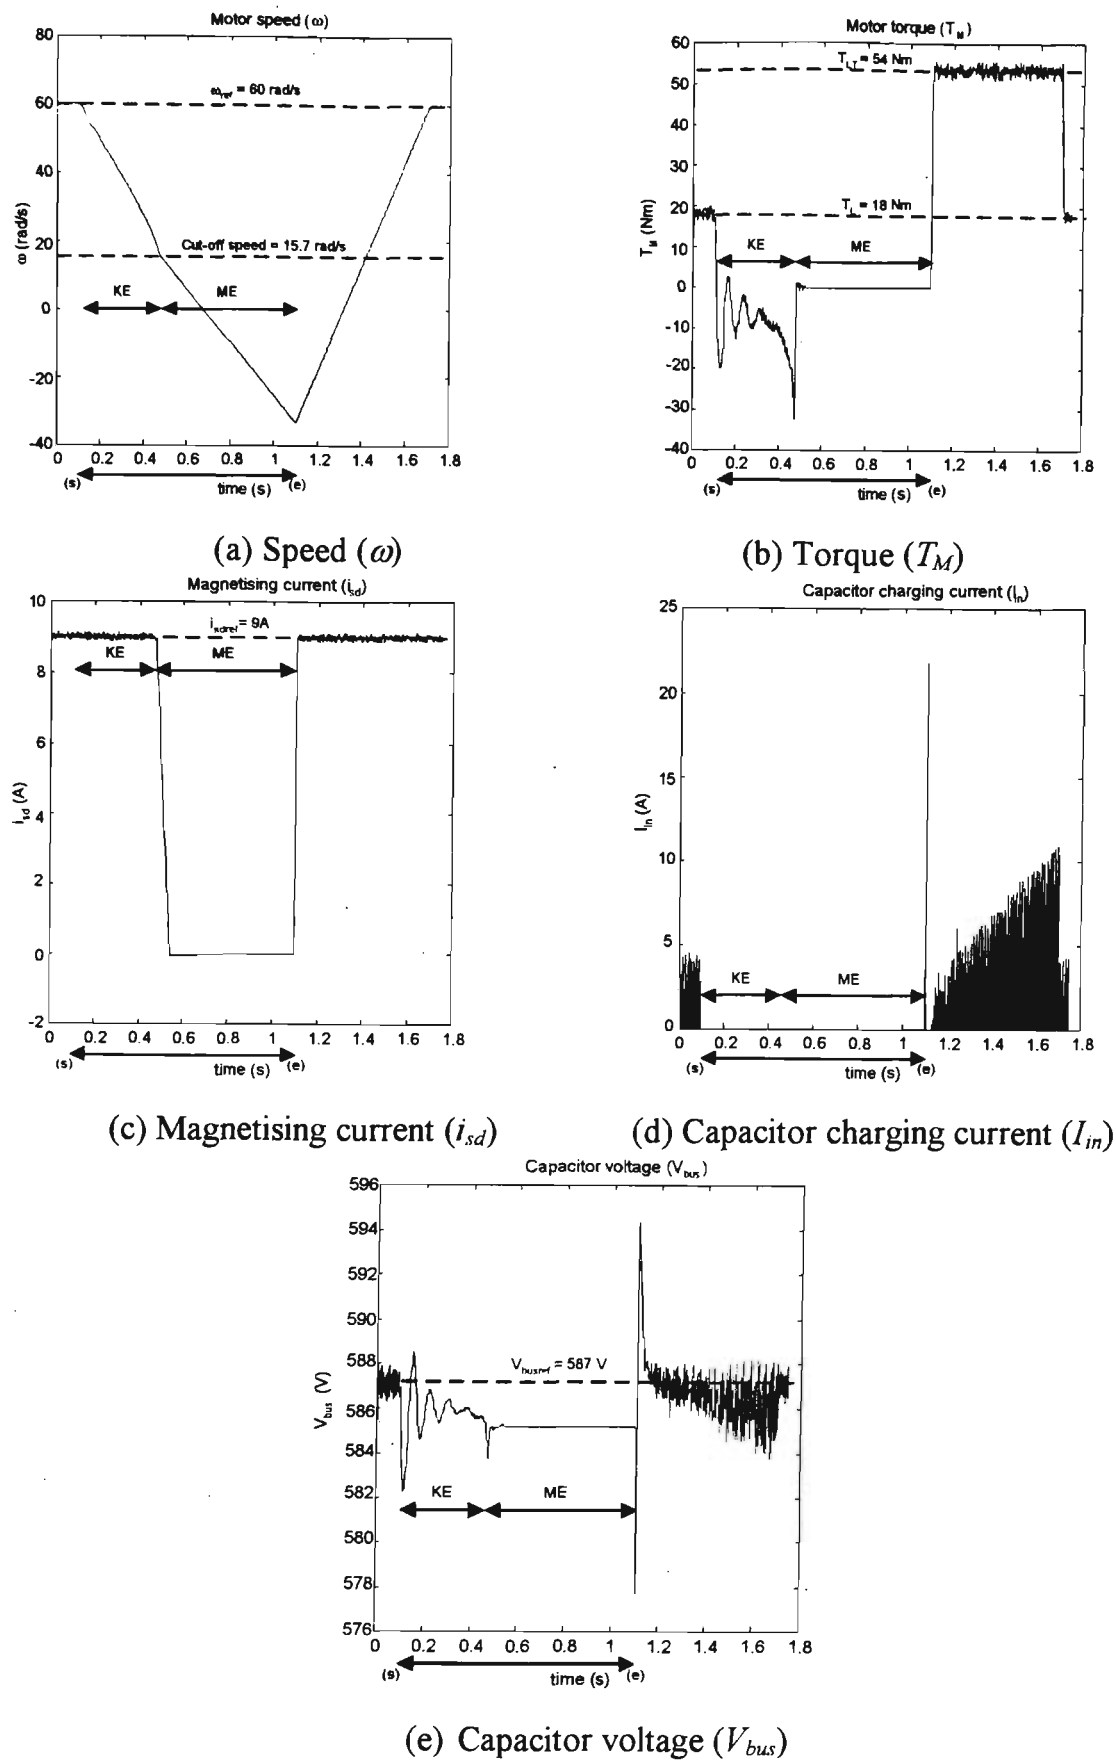 Motor speed (ω)
80
60
40
20
0
-20
-40
ω (rad/s)
ω_ref = 60 rad/s
Cut-off speed = 15.7 rad/s
KE
ME
0 0.2 0.4 0.6 0.8 1 1.2 1.4 1.6 1.8
(s) time (s) (e)
(a) Speed (ω)
Motor torque (T_M)
60
50
40
30
20
10
0
-10
-20
-30
-40
T_M (Nm)
T_LT = 54 Nm
T_L = 18 Nm
KE
ME
0 0.2 0.4 0.6 0.8 1 1.2 1.4 1.6 1.8
(s) time (s) (e)
(b) Torque (T_M)
Magnetising current (i_sd)
10
8
6
4
2
0
-2
i_sd (A)
i_sdref = 9A
KE
ME
0 0.2 0.4 0.6 0.8 1 1.2 1.4 1.6 1.8
(s) time (s) (e)
(c) Magnetising current (i_sd)
Capacitor charging current (I_in)
25
20
15
10
5
0
I_in (A)
KE
ME
0 0.2 0.4 0.6 0.8 1 1.2 1.4 1.6 1.8
(s) time (s) (e)
(d) Capacitor charging current (I_in)
Capacitor voltage (V_bus)
596
594
592
590
588
586
584
582
580
578
576
V_bus (V)
V_busref = 587 V
KE
ME
0 0.2 0.4 0.6 0.8 1 1.2 1.4 1.6 1.8
(s) time (s) (e)
(e) Capacitor voltage (V_bus)